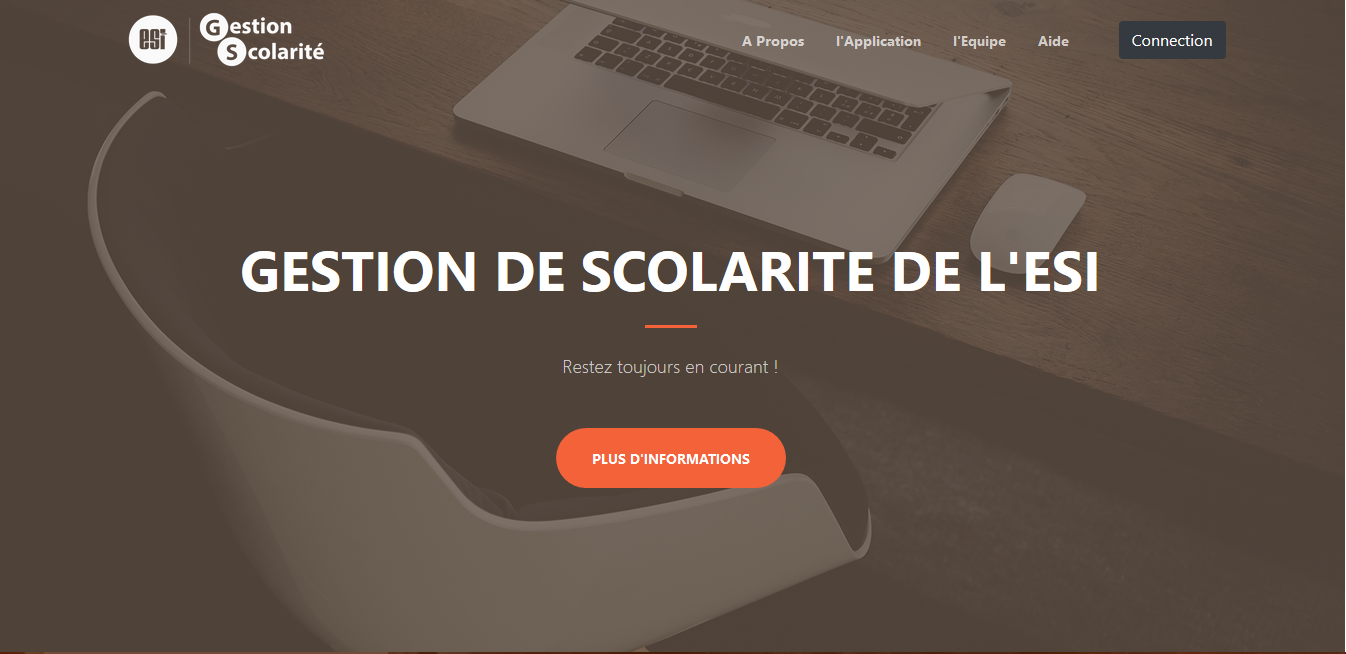 esi
Gestion
Scolarité
A Propos
l'Application
l'Equipe
Aide
Connection
GESTION DE SCOLARITE DE L'ESI
Restez toujours en courant !
PLUS D'INFORMATIONS